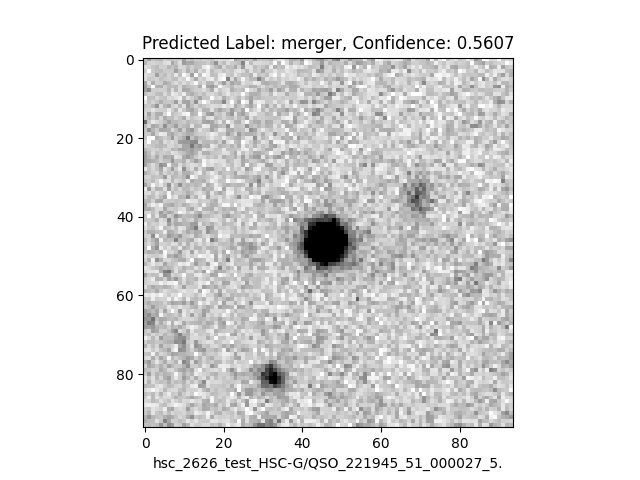 Predicted Label: merger, Confidence: 0.5607
0
20
40
60
80
0 20 40 60 80
hsc_2626_test_HSC-G/QSO_221945_51_000027_5.